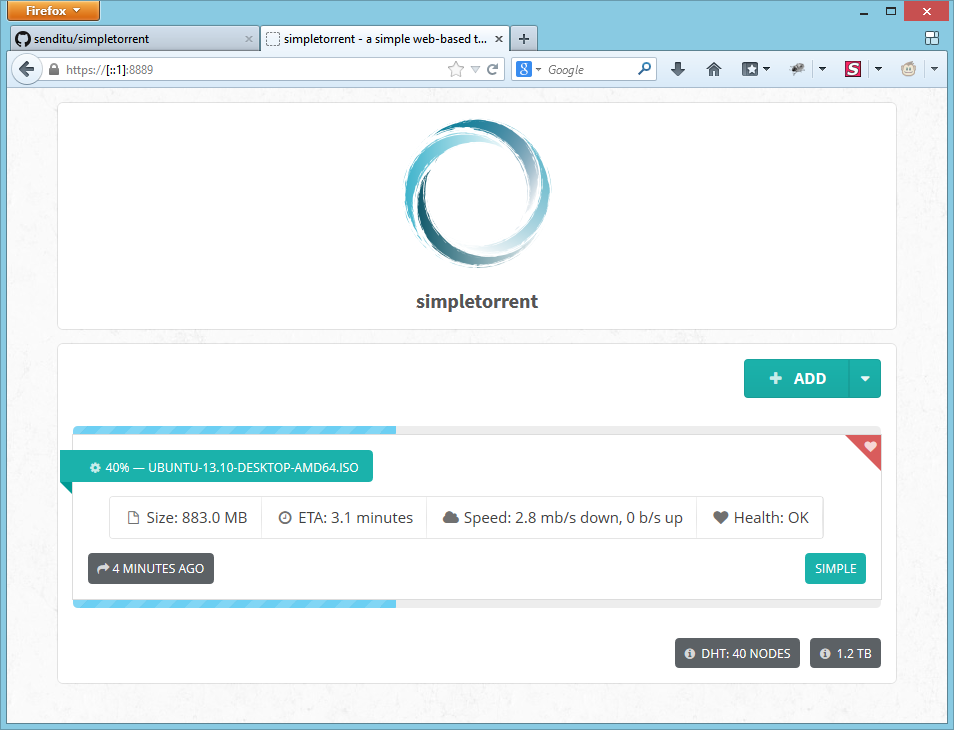 Firefox
senditu/simpletorrent
simpletorrent - a simple web-based t...
https://[::1]:8889
8
Google
S
simpletorrent
ADD
40% — UBUNTU-13.10-DESKTOP-AMD64.ISO
Size: 883.0 MB
ETA: 3.1 minutes
Speed: 2.8 mb/s down, 0 b/s up
Health: OK
4 MINUTES AGO
SIMPLE
DHT: 40 NODES
1.2 TB